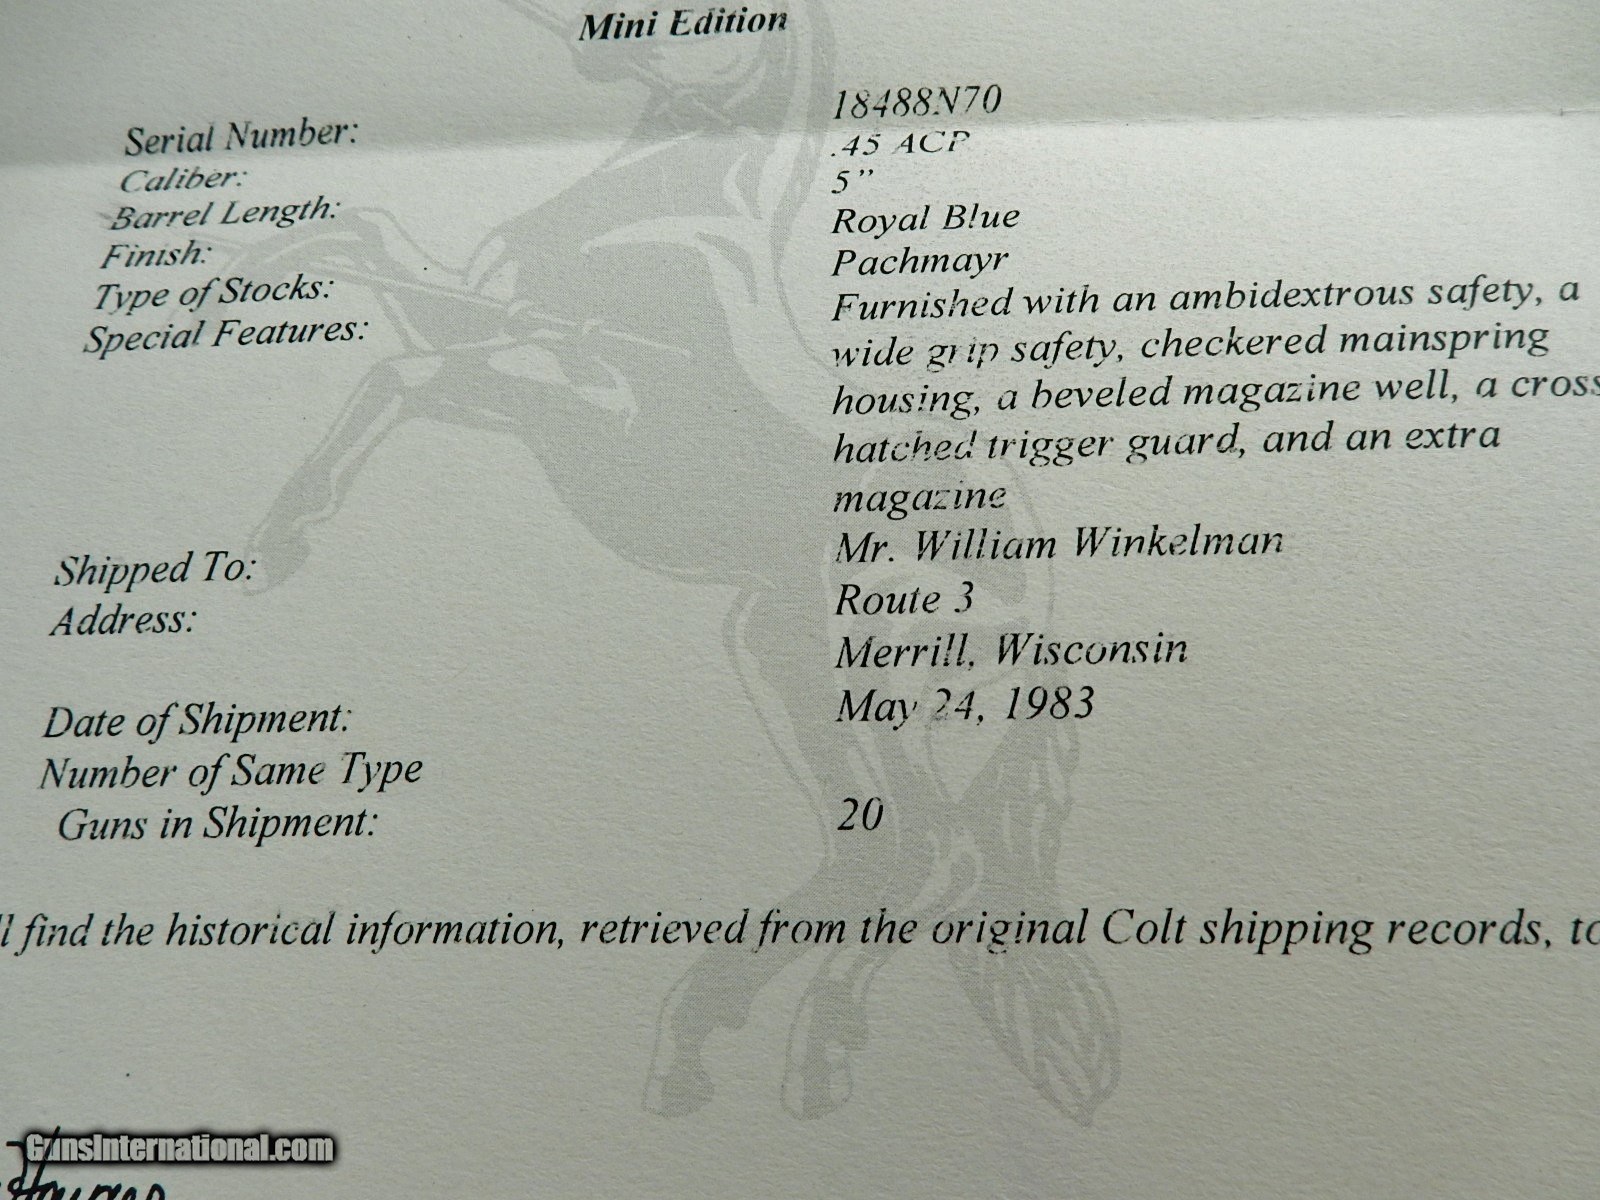 Mini Edition
Serial Number: 18488N70
Caliber: .45 ACP
Barrel Length: 5”
Finish: Royal Blue
Type of Stocks: Pachmayr
Special Features: Furnished with an ambidextrous safety, a
wide grip safety, checkered mainspring
housing, a beveled magazine well, a cross
hatched trigger guard, and an extra
magazine
Shipped To: Mr. William Winkelman
Address: Route 3
Merrill, Wisconsin
Date of Shipment: May 24, 1983
Number of Same Type
Guns in Shipment: 20
find the historical information, retrieved from the original Colt shipping records, to
GunsInternational.com